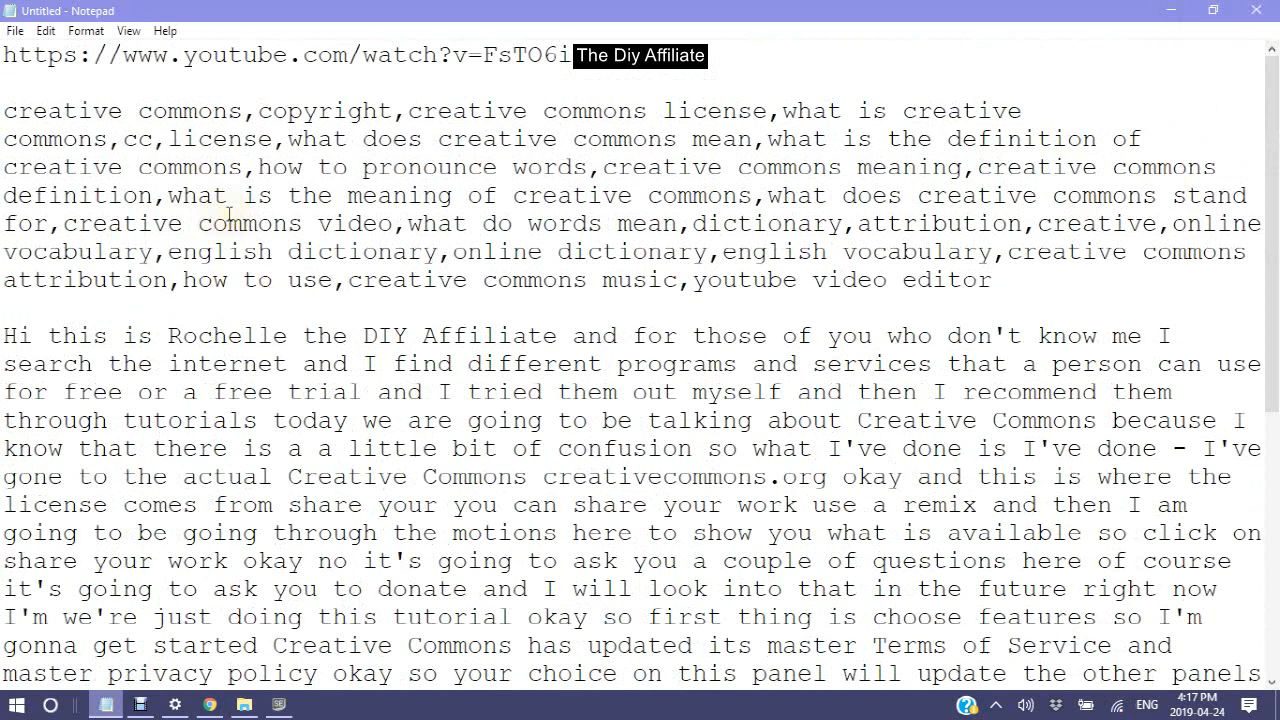 Untitled - Notepad
File Edit Format View Help
https://www.youtube.com/watch?v=FsTO6i
The Diy Affiliate
creative commons,copyright,creative commons license,what is creative
commons,cc,license,what does creative commons mean,what is the definition of
creative commons,how to pronounce words,creative commons meaning,creative commons
definition,what is the meaning of creative commons,what does creative commons stand
for,creative commons video,what do words mean,dictionary,attribution,creative,online
vocabulary,english dictionary,online dictionary,english vocabulary,creative commons
attribution,how to use,creative commons music,youtube video editor
Hi this is Rochelle the DIY Affiliate and for those of you who don't know me I
search the internet and I find different programs and services that a person can use
for free or a free trial and I tried them out myself and then I recommend them
through tutorials today we are going to be talking about Creative Commons because I
know that there is a a little bit of confusion so what I've done is I've done - I've
gone to the actual Creative Commons creativecommons.org okay and this is where the
license comes from share your you can share your work use a remix and then I am
going to be going through the motions here to show you what is available so click on
share your work okay no it's going to ask you a couple of questions here of course
it's going to ask you to donate and I will look into that in the future right now
I'm we're just doing this tutorial okay so first thing is choose features so I'm
gonna get started Creative Commons has updated its master Terms of Service and
master privacy policy okay so your choice on this panel will update the other panels
SE
ENG
4:17 PM
2019-04-24